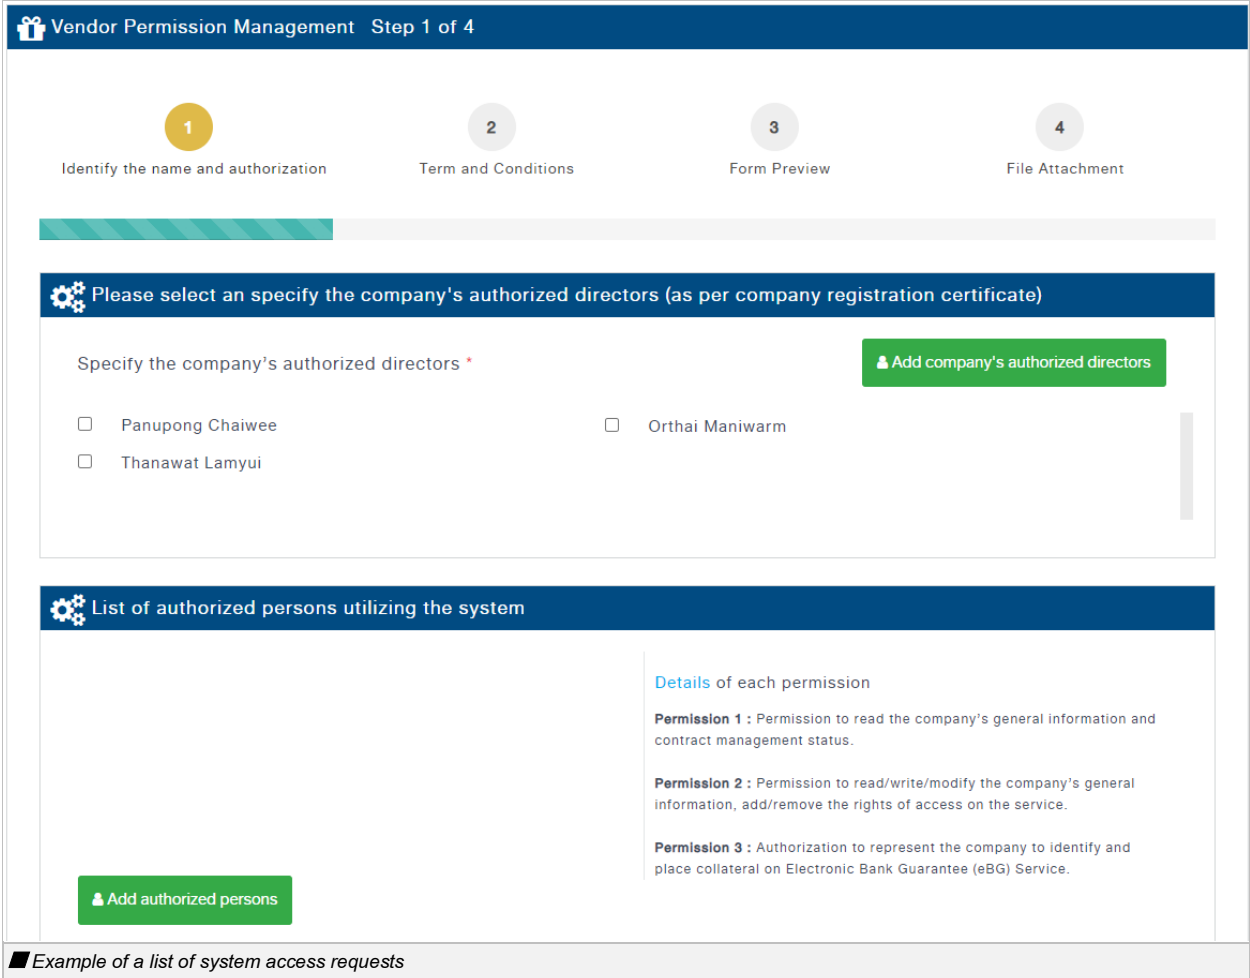 Vendor Permission Management Step 1 of 4
1
2
3
4
Identify the name and authorization
Term and Conditions
Form Preview
File Attachment
Please select an specify the company's authorized directors (as per company registration certificate)
Specify the company's authorized directors *
Add company's authorized directors
Panupong Chaiwee
Orthai Maniwarm
Thanawat Lamyui
List of authorized persons utilizing the system
Details of each permission
Permission 1 : Permission to read the company's general information and
contract management status.
Permission 2 : Permission to read/write/modify the company's general
information, add/remove the rights of access on the service.
Permission 3 : Authorization to represent the company to identify and
place collateral on Electronic Bank Guarantee (eBG) Service.
Add authorized persons
Example of a list of system access requests